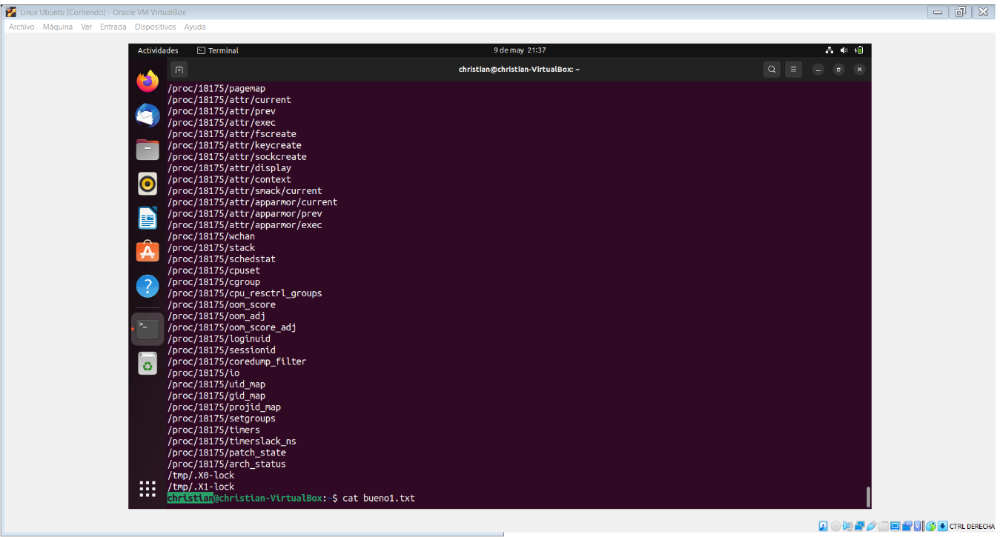 Linux Ubuntu [Corriendo] - Oracle VM VirtualBox
Archivo Máquina Ver Entrada Dispositivos Ayuda
Actividades Terminal 9 de may 21:37
christian@christian-VirtualBox: ~
/proc/18175/pagemap
/proc/18175/attr/current
/proc/18175/attr/prev
/proc/18175/attr/exec
/proc/18175/attr/fscreate
/proc/18175/attr/keycreate
/proc/18175/attr/sockcreate
/proc/18175/attr/display
/proc/18175/attr/context
/proc/18175/attr/smack/current
/proc/18175/attr/apparmor/current
/proc/18175/attr/apparmor/prev
/proc/18175/attr/apparmor/exec
/proc/18175/wchan
/proc/18175/stack
/proc/18175/schedstat
/proc/18175/cpuset
/proc/18175/cgroup
/proc/18175/cpu_resctrl_groups
/proc/18175/oom_score
/proc/18175/oom_adj
/proc/18175/oom_score_adj
/proc/18175/loginuid
/proc/18175/sessionid
/proc/18175/coredump_filter
/proc/18175/io
/proc/18175/uid_map
/proc/18175/gid_map
/proc/18175/projid_map
/proc/18175/setgroups
/proc/18175/timers
/proc/18175/timerslack_ns
/proc/18175/patch_state
/proc/18175/arch_status
/tmp/.X0-lock
/tmp/.X1-lock
christian@christian-VirtualBox:~$ cat bueno1.txt
CTRL DERECHA